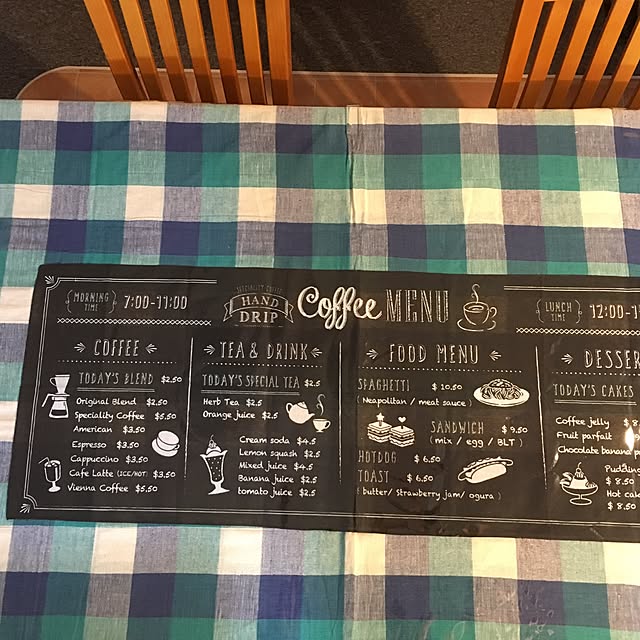 { MORNING TIME } 7:00-11:00
SPECIALITY COFFEE
HAND DRIP
Coffee MENU
{ LUNCH TIME } 12:00-1
COFFEE
TODAY'S BLEND $2.50
Original Blend $2.50
Speciality Coffee $5.50
American $3.50
Espresso $3.50
Cappuccino $3.50
Cafe Latte (ICE/HOT) $3.50
Vienna Coffee $5.50
TEA & DRINK
TODAY'S SPECIAL TEA $2.5
Herb Tea $2.5
Orange juice $2.5
Cream soda $4.5
Lemon squash $2.5
Mixed juice $4.5
Banana juice $2.5
tomato juice $2.5
FOOD MENU
SPAGHETTI $ 10.50
( Neapolitan / meat sauce )
SANDWICH $ 9.50
( mix / egg / BLT )
HOTDOG $ 6.50
TOAST $ 6.50
( butter/ Strawberry jam/ ogura )
DESSER
TODAY'S CAKES
Coffee jelly $ 8.
Fruit parfait
Chocolate banana p
Pudding
$ 8.50
Hot cak
$ 8.50